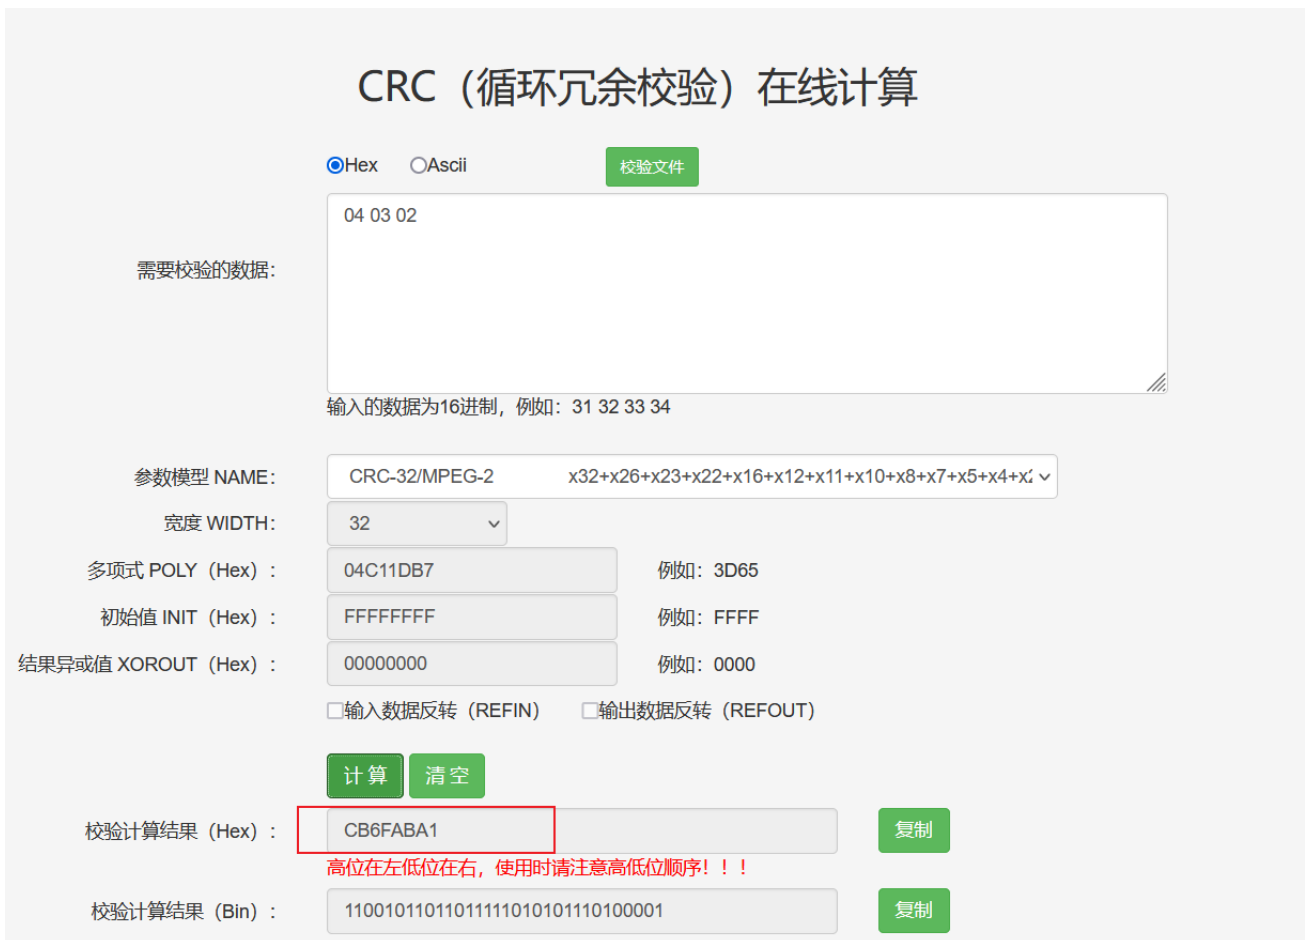 CRC（循环冗余校验）在线计算
Hex Ascii 校验文件
需要校验的数据：
04 03 02
输入的数据为16进制，例如：31 32 33 34
参数模型 NAME： CRC-32/MPEG-2 x32+x26+x23+x22+x16+x12+x11+x10+x8+x7+x5+x4+x
宽度 WIDTH： 32
多项式 POLY（Hex）： 04C11DB7 例如：3D65
初始值 INIT（Hex）： FFFFFFFF 例如：FFFF
结果异或值 XOROUT（Hex）： 00000000 例如：0000
输入数据反转（REFIN） 输出数据反转（REFOUT）
计算 清空
校验计算结果（Hex）： CB6FABA1 复制
高位在左低位在右，使用时请注意高低位顺序！！！
校验计算结果（Bin）： 11001011011011111010101110100001 复制